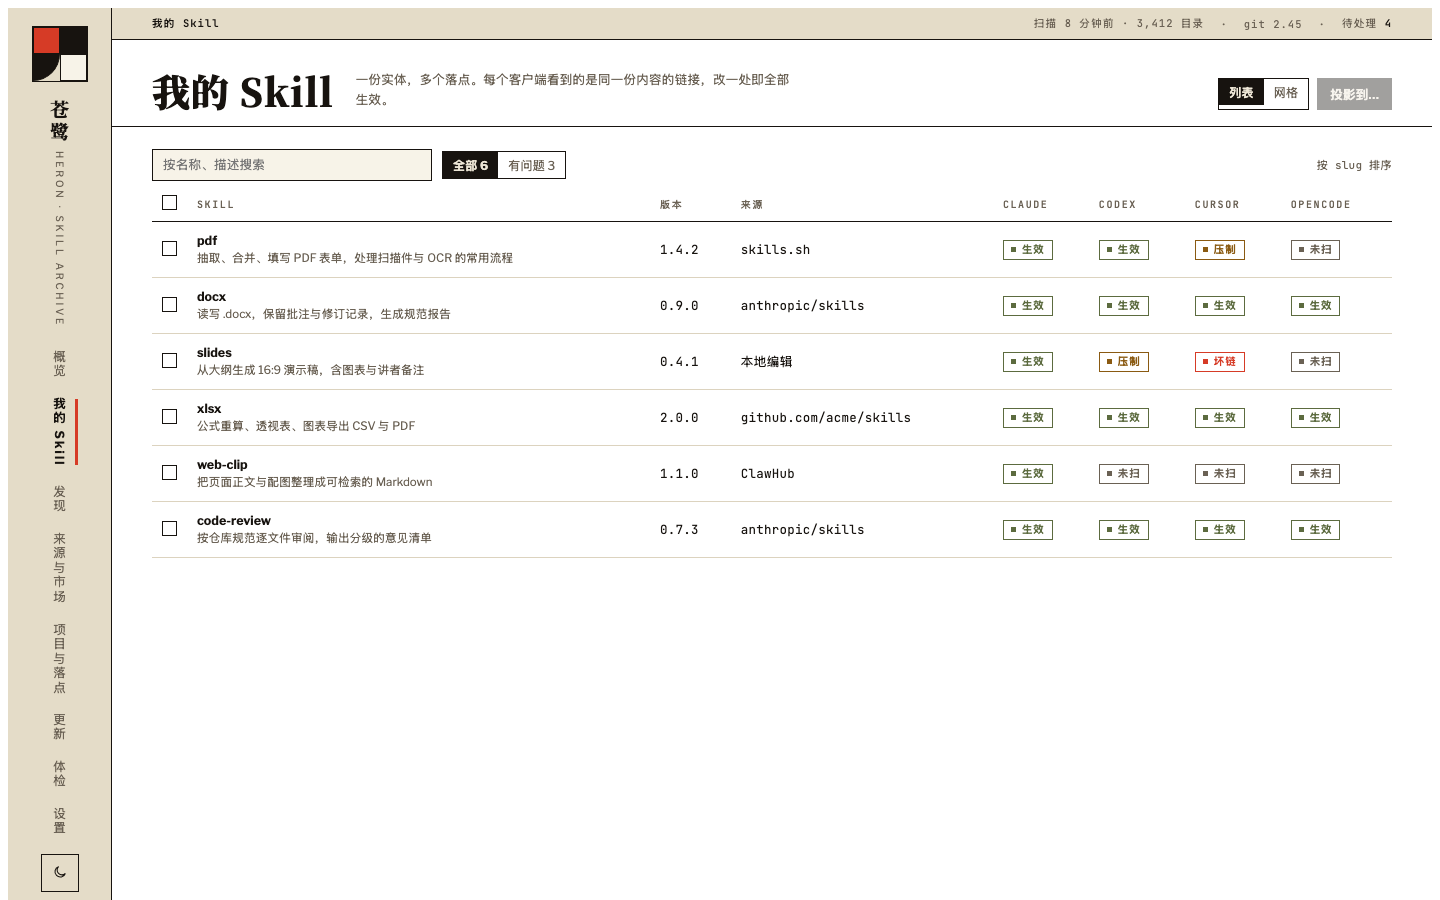 苍鹭
HERON · SKILL ARCHIVE
概览
我的 Skill
发现
来源与市场
项目与落点
更新
体检
设置
我的 Skill
扫描 8 分钟前 · 3,412 目录 · git 2.45 · 待处理 4
我的 Skill
一份实体，多个落点。每个客户端看到的是同一份内容的链接，改一处即全部
生效。
列表 网格 投影到...
按名称、描述搜索 全部 6 有问题 3 按 slug 排序
SKILL 版本 来源 CLAUDE CODEX CURSOR OPENCODE
pdf
抽取、合并、填写 PDF 表单，处理扫描件与 OCR 的常用流程
1.4.2 skills.sh 生效 生效 压制 未扫
docx
读写 .docx，保留批注与修订记录，生成规范报告
0.9.0 anthropic/skills 生效 生效 生效 生效
slides
从大纲生成 16:9 演示稿，含图表与讲者备注
0.4.1 本地编辑 生效 压制 坏链 未扫
xlsx
公式重算、透视表、图表导出 CSV 与 PDF
2.0.0 github.com/acme/skills 生效 生效 生效 生效
web-clip
把页面正文与配图整理成可检索的 Markdown
1.1.0 ClawHub 生效 未扫 未扫 未扫
code-review
按仓库规范逐文件审阅，输出分级的意见清单
0.7.3 anthropic/skills 生效 生效 生效 生效